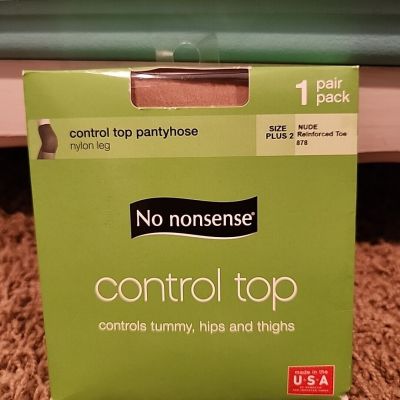 1 pair
pack
control top pantyhose
nylon leg
SIZE
PLUS 2
NUDE
Reinforced Toe
878
No nonsense®
control top
controls tummy, hips and thighs
made in the
U·S·A